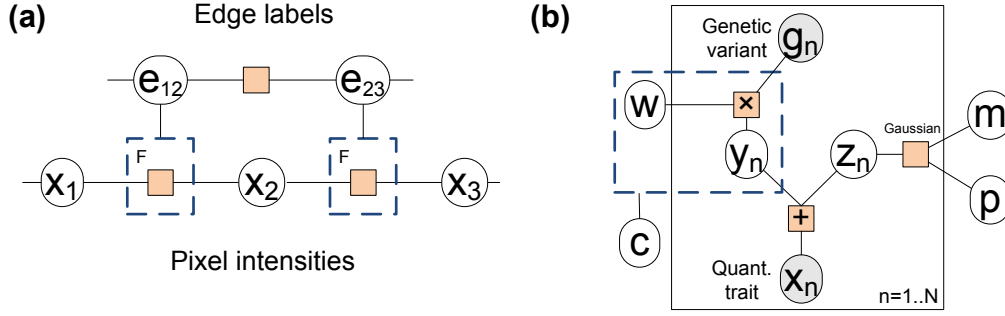 (a)
Edge labels
e12
e23
F
F
x1
x2
x3
Pixel intensities
(b)
Genetic
variant
gn
w
×
yn
zn
Gaussian
m
p
c
+
Quant.
trait
xn
n=1..N